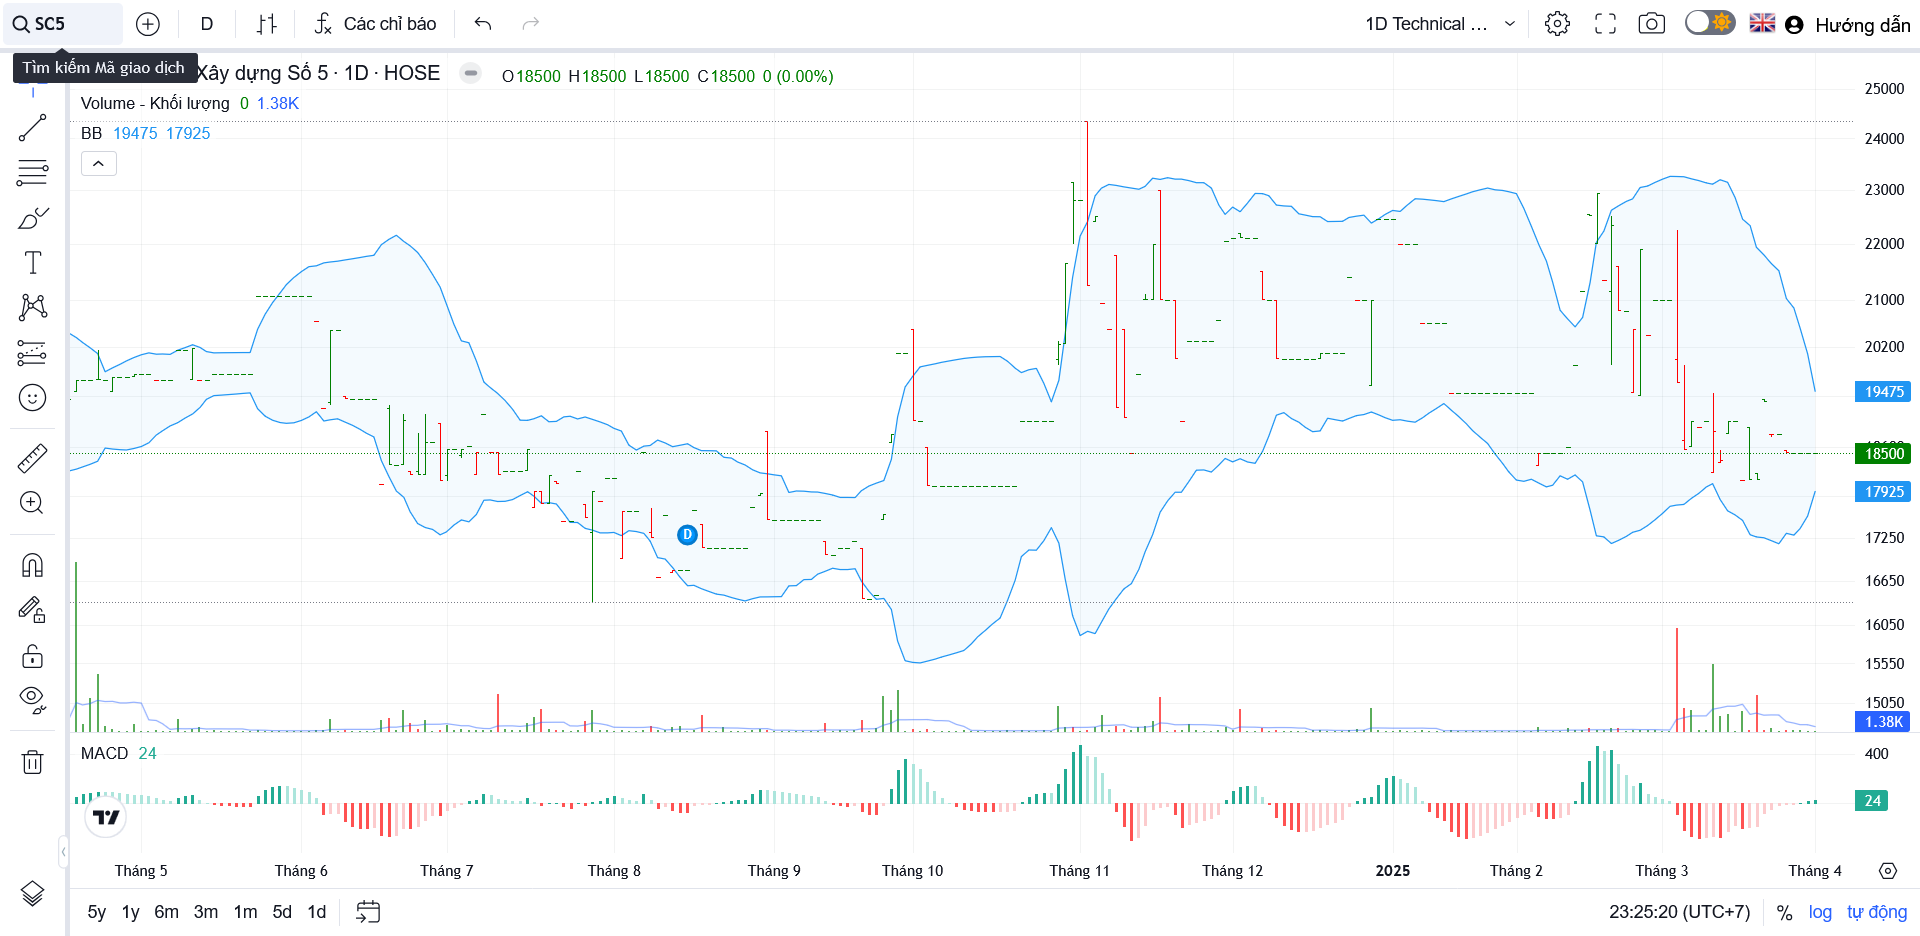 SC5
D
Các chỉ báo
1D Technical ...
Hướng dẫn
Tìm kiếm Mã giao dịch
Xây dựng Số 5 · 1D · HOSE
O18500 H18500 L18500 C18500 0 (0.00%)
Volume - Khối lượng 0 1.38K
BB 19475 17925
25000
24000
23000
22000
21000
20200
19475
18500
17925
17250
16650
16050
15550
15050
1.38K
D
MACD 24
400
24
Tháng 5
Tháng 6
Tháng 7
Tháng 8
Tháng 9
Tháng 10
Tháng 11
Tháng 12
2025
Tháng 2
Tháng 3
Tháng 4
5y 1y 6m 3m 1m 5d 1d
23:25:20 (UTC+7)
% log tự động